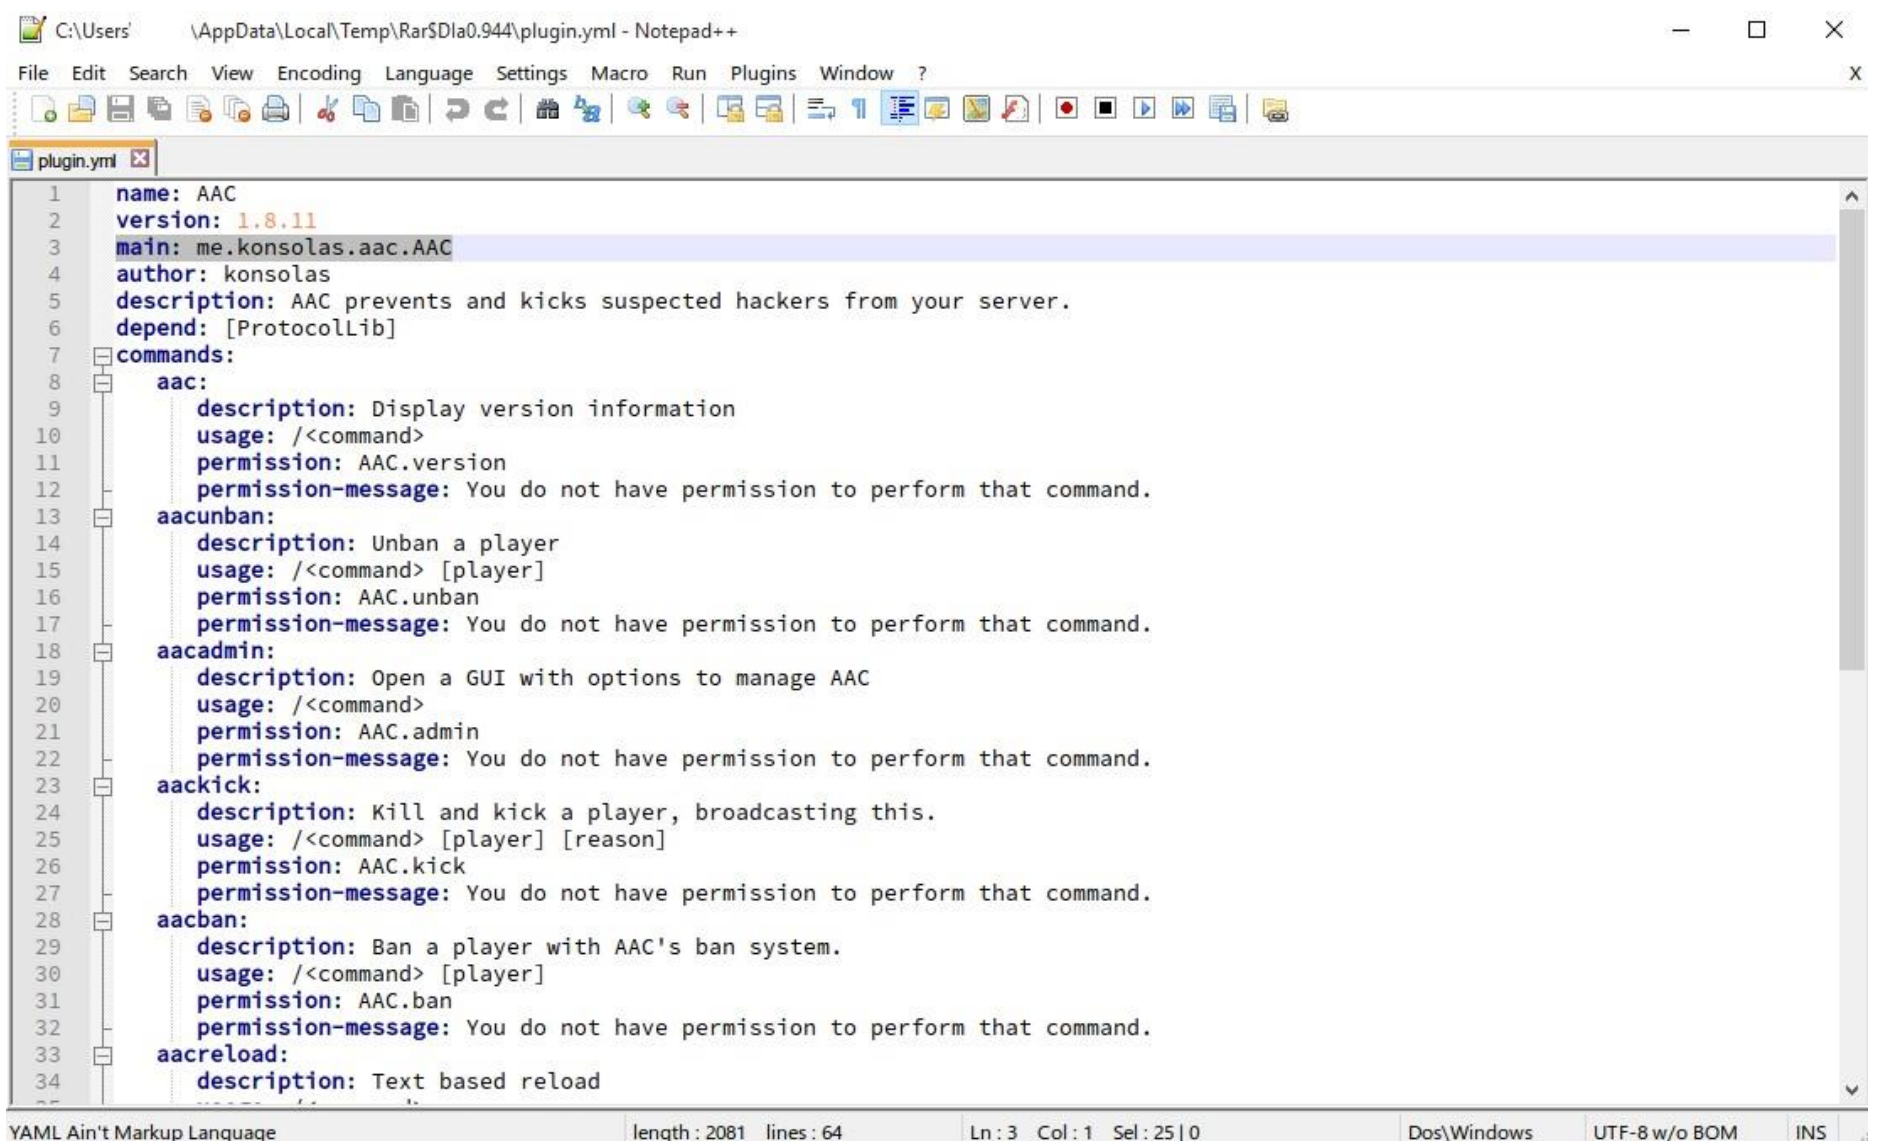 C:\Users' \AppData\Local\Temp\Rar$DIa0.944\plugin.yml - Notepad++
File Edit Search View Encoding Language Settings Macro Run Plugins Window ? X
plugin.yml
1 name: AAC
2 version: 1.8.11
3 main: me.konsolas.aac.AAC
4 author: konsolas
5 description: AAC prevents and kicks suspected hackers from your server.
6 depend: [ProtocolLib]
7 commands:
8 aac:
9 description: Display version information
10 usage: /<command>
11 permission: AAC.version
12 permission-message: You do not have permission to perform that command.
13 aacunban:
14 description: Unban a player
15 usage: /<command> [player]
16 permission: AAC.unban
17 permission-message: You do not have permission to perform that command.
18 aacadmin:
19 description: Open a GUI with options to manage AAC
20 usage: /<command>
21 permission: AAC.admin
22 permission-message: You do not have permission to perform that command.
23 aackick:
24 description: Kill and kick a player, broadcasting this.
25 usage: /<command> [player] [reason]
26 permission: AAC.kick
27 permission-message: You do not have permission to perform that command.
28 aacban:
29 description: Ban a player with AAC's ban system.
30 usage: /<command> [player]
31 permission: AAC.ban
32 permission-message: You do not have permission to perform that command.
33 aacreload:
34 description: Text based reload
YAML Ain't Markup Language length : 2081 lines : 64 Ln : 3 Col : 1 Sel : 25 | 0 Dos\Windows UTF-8 w/o BOM INS